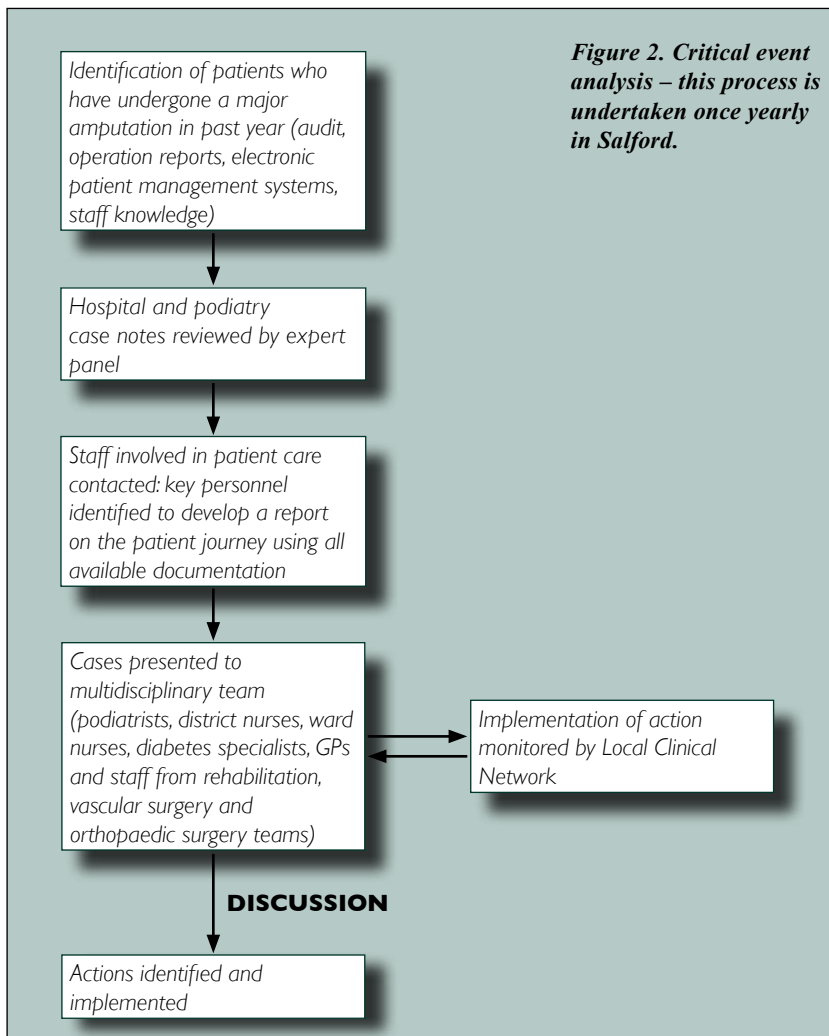 Figure 2. Critical event
analysis – this process is
undertaken once yearly
in Salford.
Identification of patients who
have undergone a major
amputation in past year (audit,
operation reports, electronic
patient management systems,
staff knowledge)
Hospital and podiatry
case notes reviewed by expert
panel
Staff involved in patient care
contacted: key personnel
identified to develop a report
on the patient journey using all
available documentation
Cases presented to
multidisciplinary team
(podiatrists, district nurses, ward
nurses, diabetes specialists, GPs
and staff from rehabilitation,
vascular surgery and
orthopaedic surgery teams)
Implementation of action
monitored by Local Clinical
Network
DISCUSSION
Actions identified and
implemented